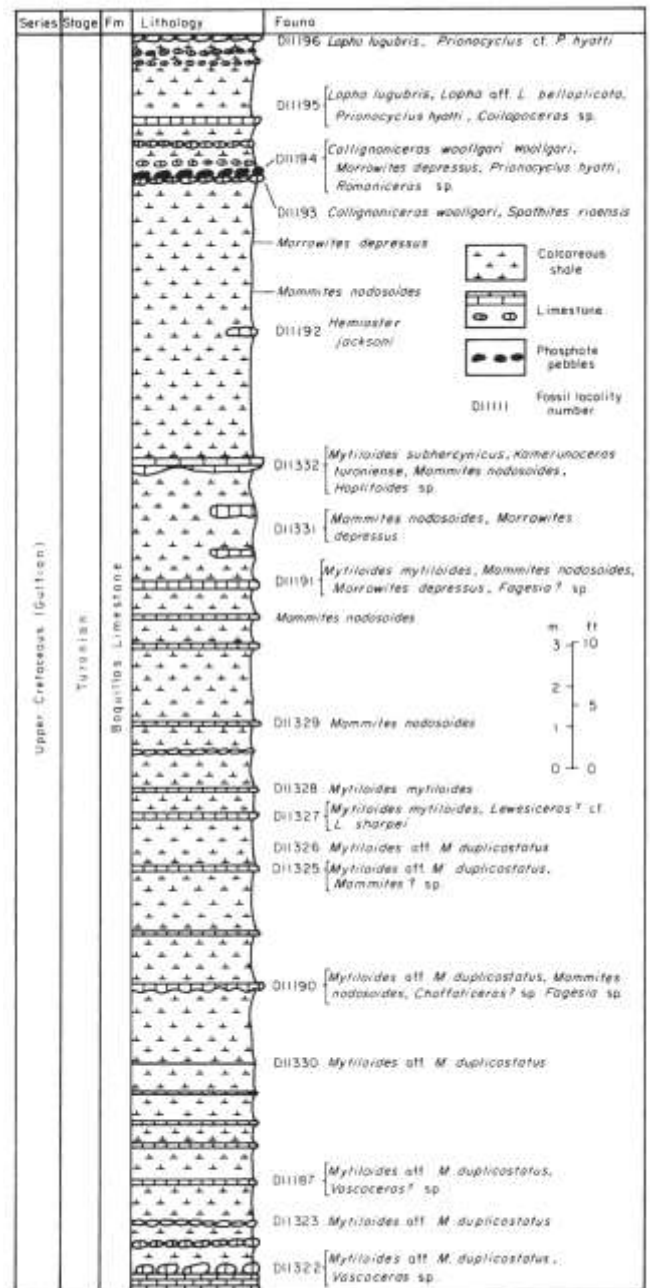 Series Stage Fm Lithology Fauna
D11196 Lopha lugubris, Prionocyclus cf. P. hyatti
D11195 Lopha lugubris, Lopha aff. L. bellaplicata,
Prionocyclus hyatti, Coilopoceras sp.
D11194 Collignoniceras woollgari woollgari,
Morrowites depressus, Prionocyclus hyatti,
Romaniceras sp.
D11193 Collignoniceras woollgari, Spathites rioensis
Morrowites depressus
Mammites nodosoides
D11192 Hemiaster
jacksoni
Calcareous
shale
Limestone
Phosphate
pebbles
D11111 Fossil locality
number
D11332 Mytiloides subhercynicus, Kamerunoceras
turoniense, Mammites nodosoides,
Hoplitoides sp.
D11331 Mammites nodosoides, Morrowites
depressus
D11191 Mytiloides mytiloides, Mammites nodosoides,
Morrowites depressus, Fagesia? sp.
Mammites nodosoides
m ft
3 10
2
5
1
0 0
D11329 Mammites nodosoides
D11328 Mytiloides mytiloides
D11327 Mytiloides mytiloides, Lewesiceras? cf.
L. sharpei
D11326 Mytiloides aff. M. duplicostatus
D11325 Mytiloides aff. M. duplicostatus,
Mammites? sp.
D11190 Mytiloides aff. M. duplicostatus, Mammites
nodosoides, Choffaticeras? sp. Fagesia sp.
D11330 Mytiloides aff. M. duplicostatus
D11187 Mytiloides aff. M. duplicostatus,
Vascoceras? sp.
D11323 Mytiloides aff. M. duplicostatus
D11322 Mytiloides aff. M. duplicostatus,
Vascoceras sp.
Upper Cretaceous (Gulfian)
Turonian
Boquillas Limestone